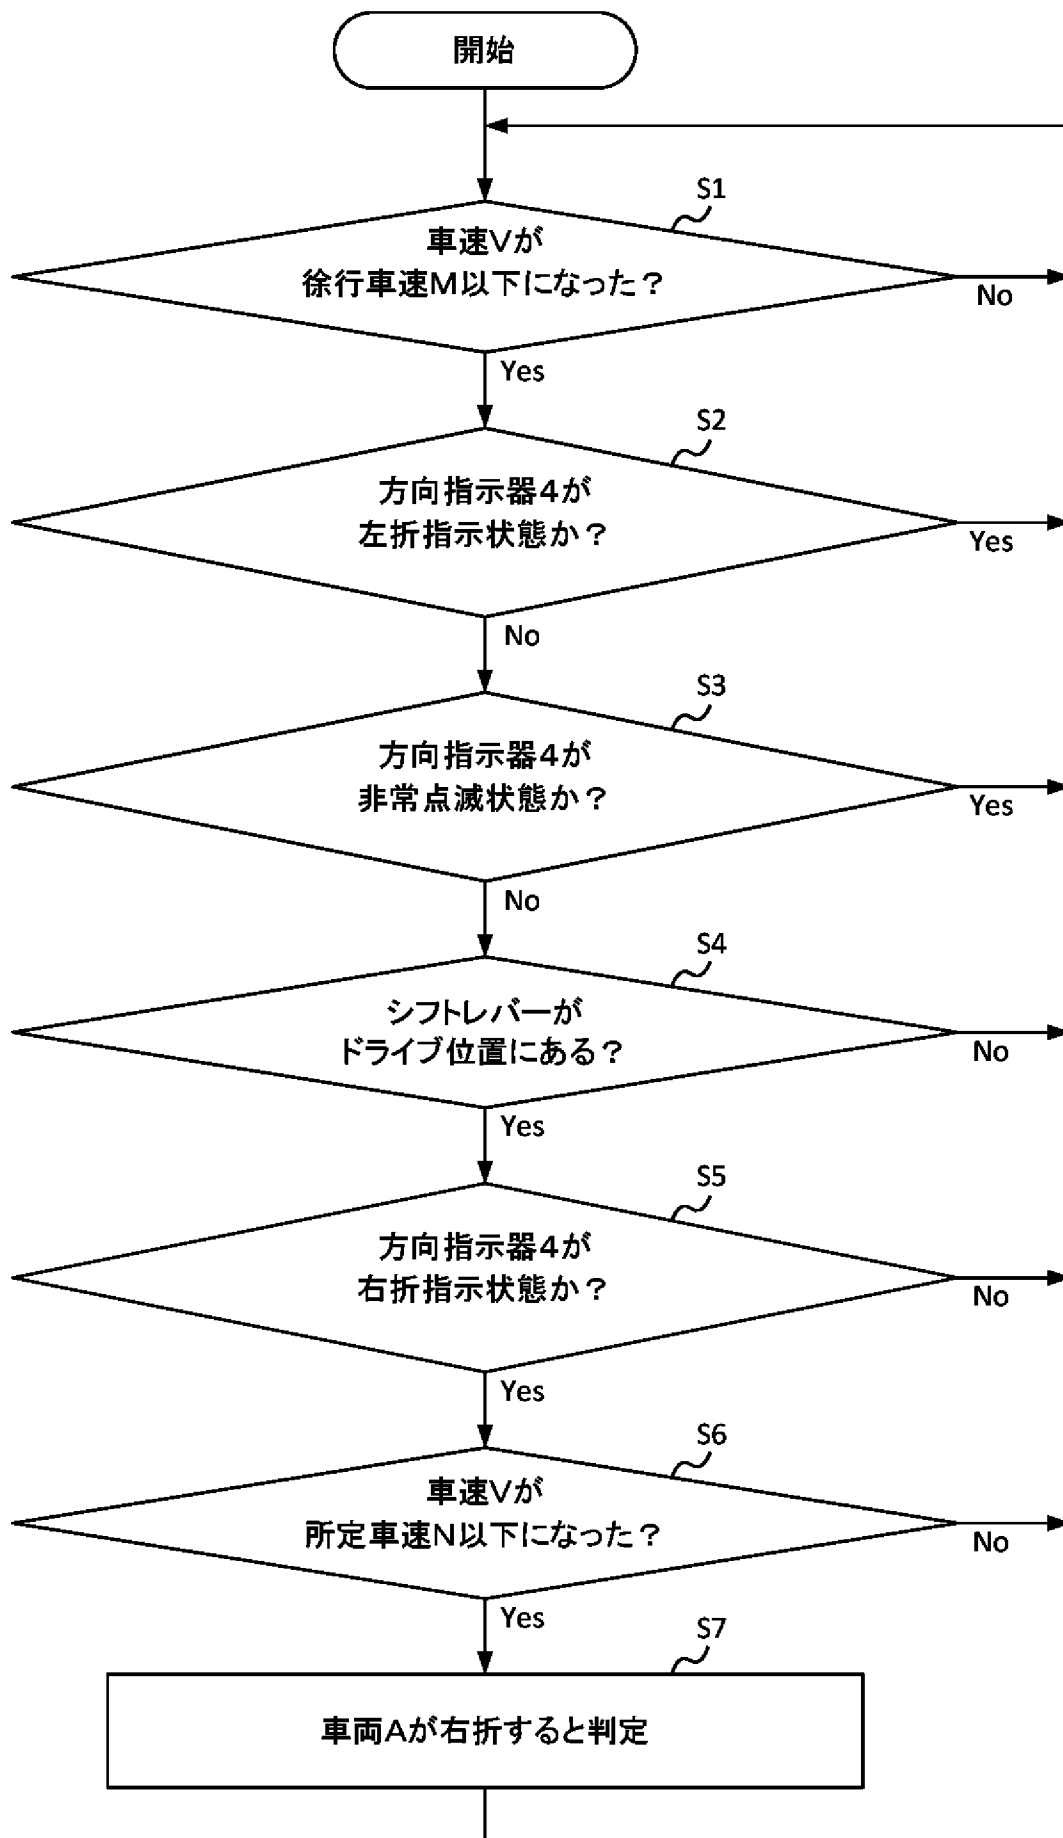 開始
S1
車速Vが
徐行車速M以下になった？
No
Yes
S2
方向指示器4が
左折指示状態か？
Yes
No
S3
方向指示器4が
非常点滅状態か？
Yes
No
S4
シフトレバーが
ドライブ位置にある？
No
Yes
S5
方向指示器4が
右折指示状態か？
No
Yes
S6
車速Vが
所定車速N以下になった？
No
Yes
S7
車両Aが右折すると判定